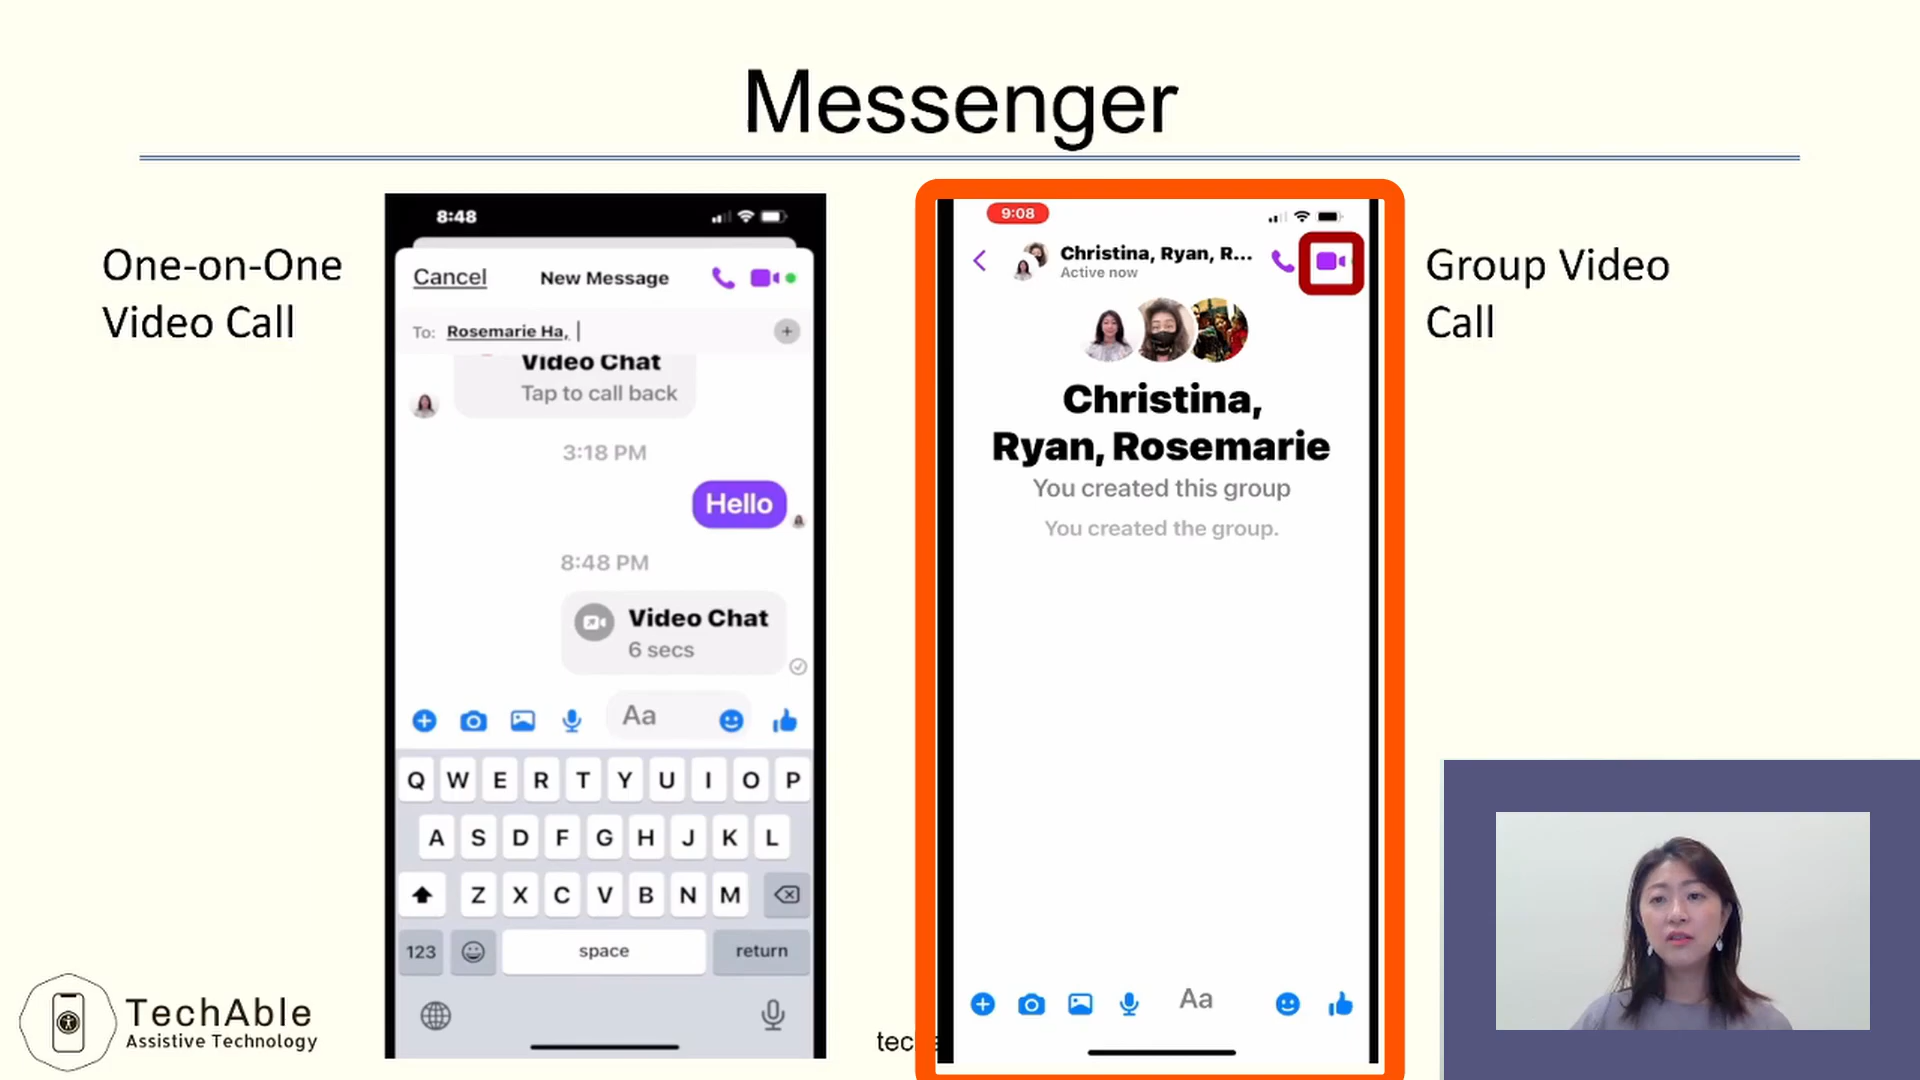 Messenger
One-on-One
Video Call
8:48
Cancel
New Message
To: Rosemarie Ha,
Video Chat
Tap to call back
3:18 PM
Hello
8:48 PM
Video Chat
6 secs
Aa
Q W E R T Y U I O P
A S D F G H J K L
Z X C V B N M
123
space
return
9:08
Christina, Ryan, R...
Active now
Christina,
Ryan, Rosemarie
You created this group
You created the group.
Aa
Group Video
Call
TechAble
Assistive Technology